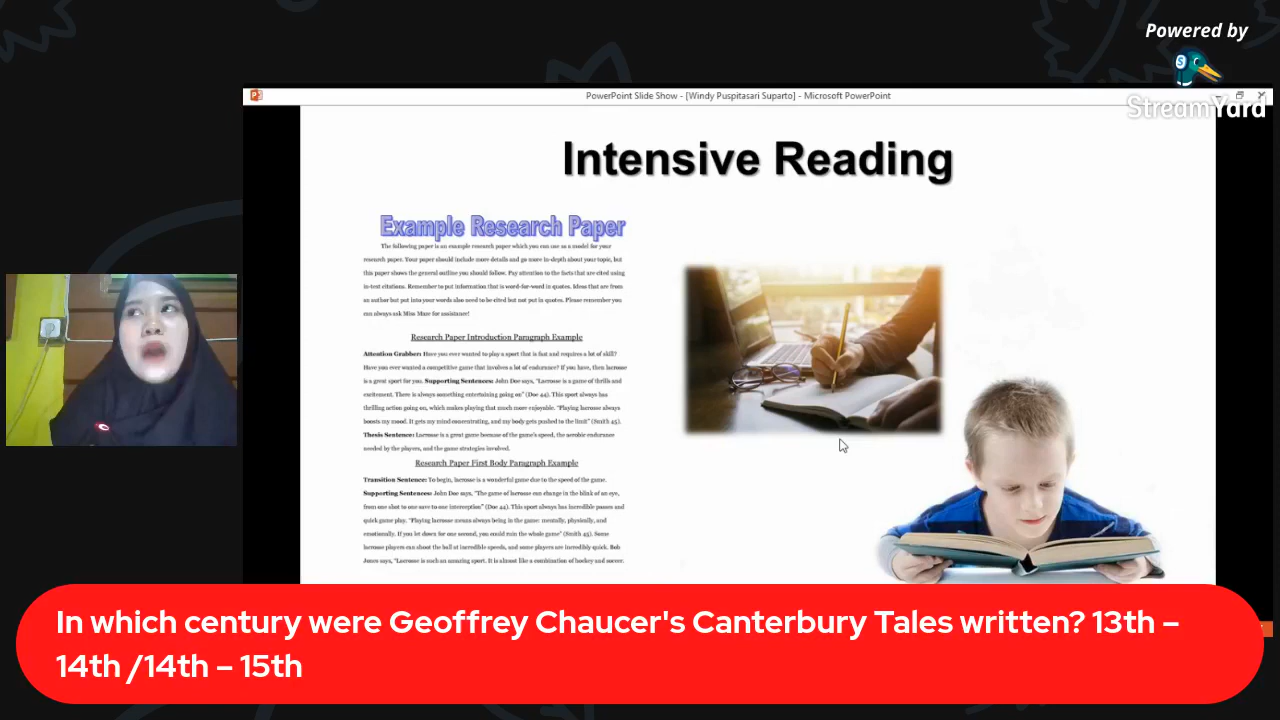 Powered by
StreamYard
PowerPoint Slide Show - [Windy Puspitasari Suparto] - Microsoft PowerPoint
Intensive Reading
Example Research Paper
The following paper is an example research paper which you can use as a model for your
research paper. Your paper should include more details and go more in-depth about your topic, but
this paper shows the general outline you should follow. Pay attention to the facts that are cited using
in-text citations. Remember to put information that is word-for-word in quotes. Ideas that are from
an author but put into your words also need to be cited but not put in quotes. Please remember you
can always ask Miss Maze for assistance!
Research Paper Introduction Paragraph Example
Attention Grabber: Have you ever wanted to play a sport that is fast and requires a lot of skill?
Have you ever wanted a competitive game that involves a lot of endurance? If you have, then lacrosse
is a great sport for you. Supporting Sentences: John Doe says, "Lacrosse is a game of thrills and
excitement. There is always something entertaining going on" (Doe 44). This sport always has
thrilling action going on, which makes playing that much more enjoyable. "Playing lacrosse always
boosts my mood. It gets my mind concentrating, and my body gets pushed to the limit" (Smith 45).
Thesis Sentence: Lacrosse is a great game because of the game's speed, the aerobic endurance
needed by the players, and the game strategies involved.
Research Paper First Body Paragraph Example
Transition Sentence: To begin, lacrosse is a wonderful game due to the speed of the game.
Supporting Sentences: John Doe says, "The game of lacrosse can change in the blink of an eye,
from one shot to one save to one interception" (Doe 44). This sport always has incredible passes and
quick game play. "Playing lacrosse means always being in the game: mentally, physically, and
emotionally. If you let down for one second, you could ruin the whole game" (Smith 45). Some
lacrosse players can shoot the ball at incredible speeds, and some players are incredibly quick. Bob
Jones says, "Lacrosse is such an amazing sport. It is almost like a combination of hockey and soccer.
In which century were Geoffrey Chaucer's Canterbury Tales written? 13th –
14th /14th – 15th